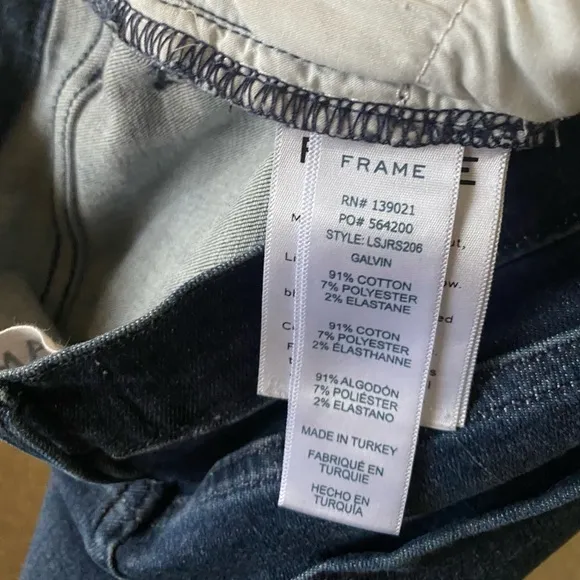 FRAME
RN# 139021
PO# 564200
STYLE: LSJRS206
GALVIN
91% COTTON
7% POLYESTER
2% ELASTANE
91% COTON
7% POLYESTER
2% ÉLASTHANNE
91% ALGODÓN
7% POLIÉSTER
2% ELASTANO
MADE IN TURKEY
FABRIQUÉ EN
TURQUIE
HECHO EN
TURQUÍA